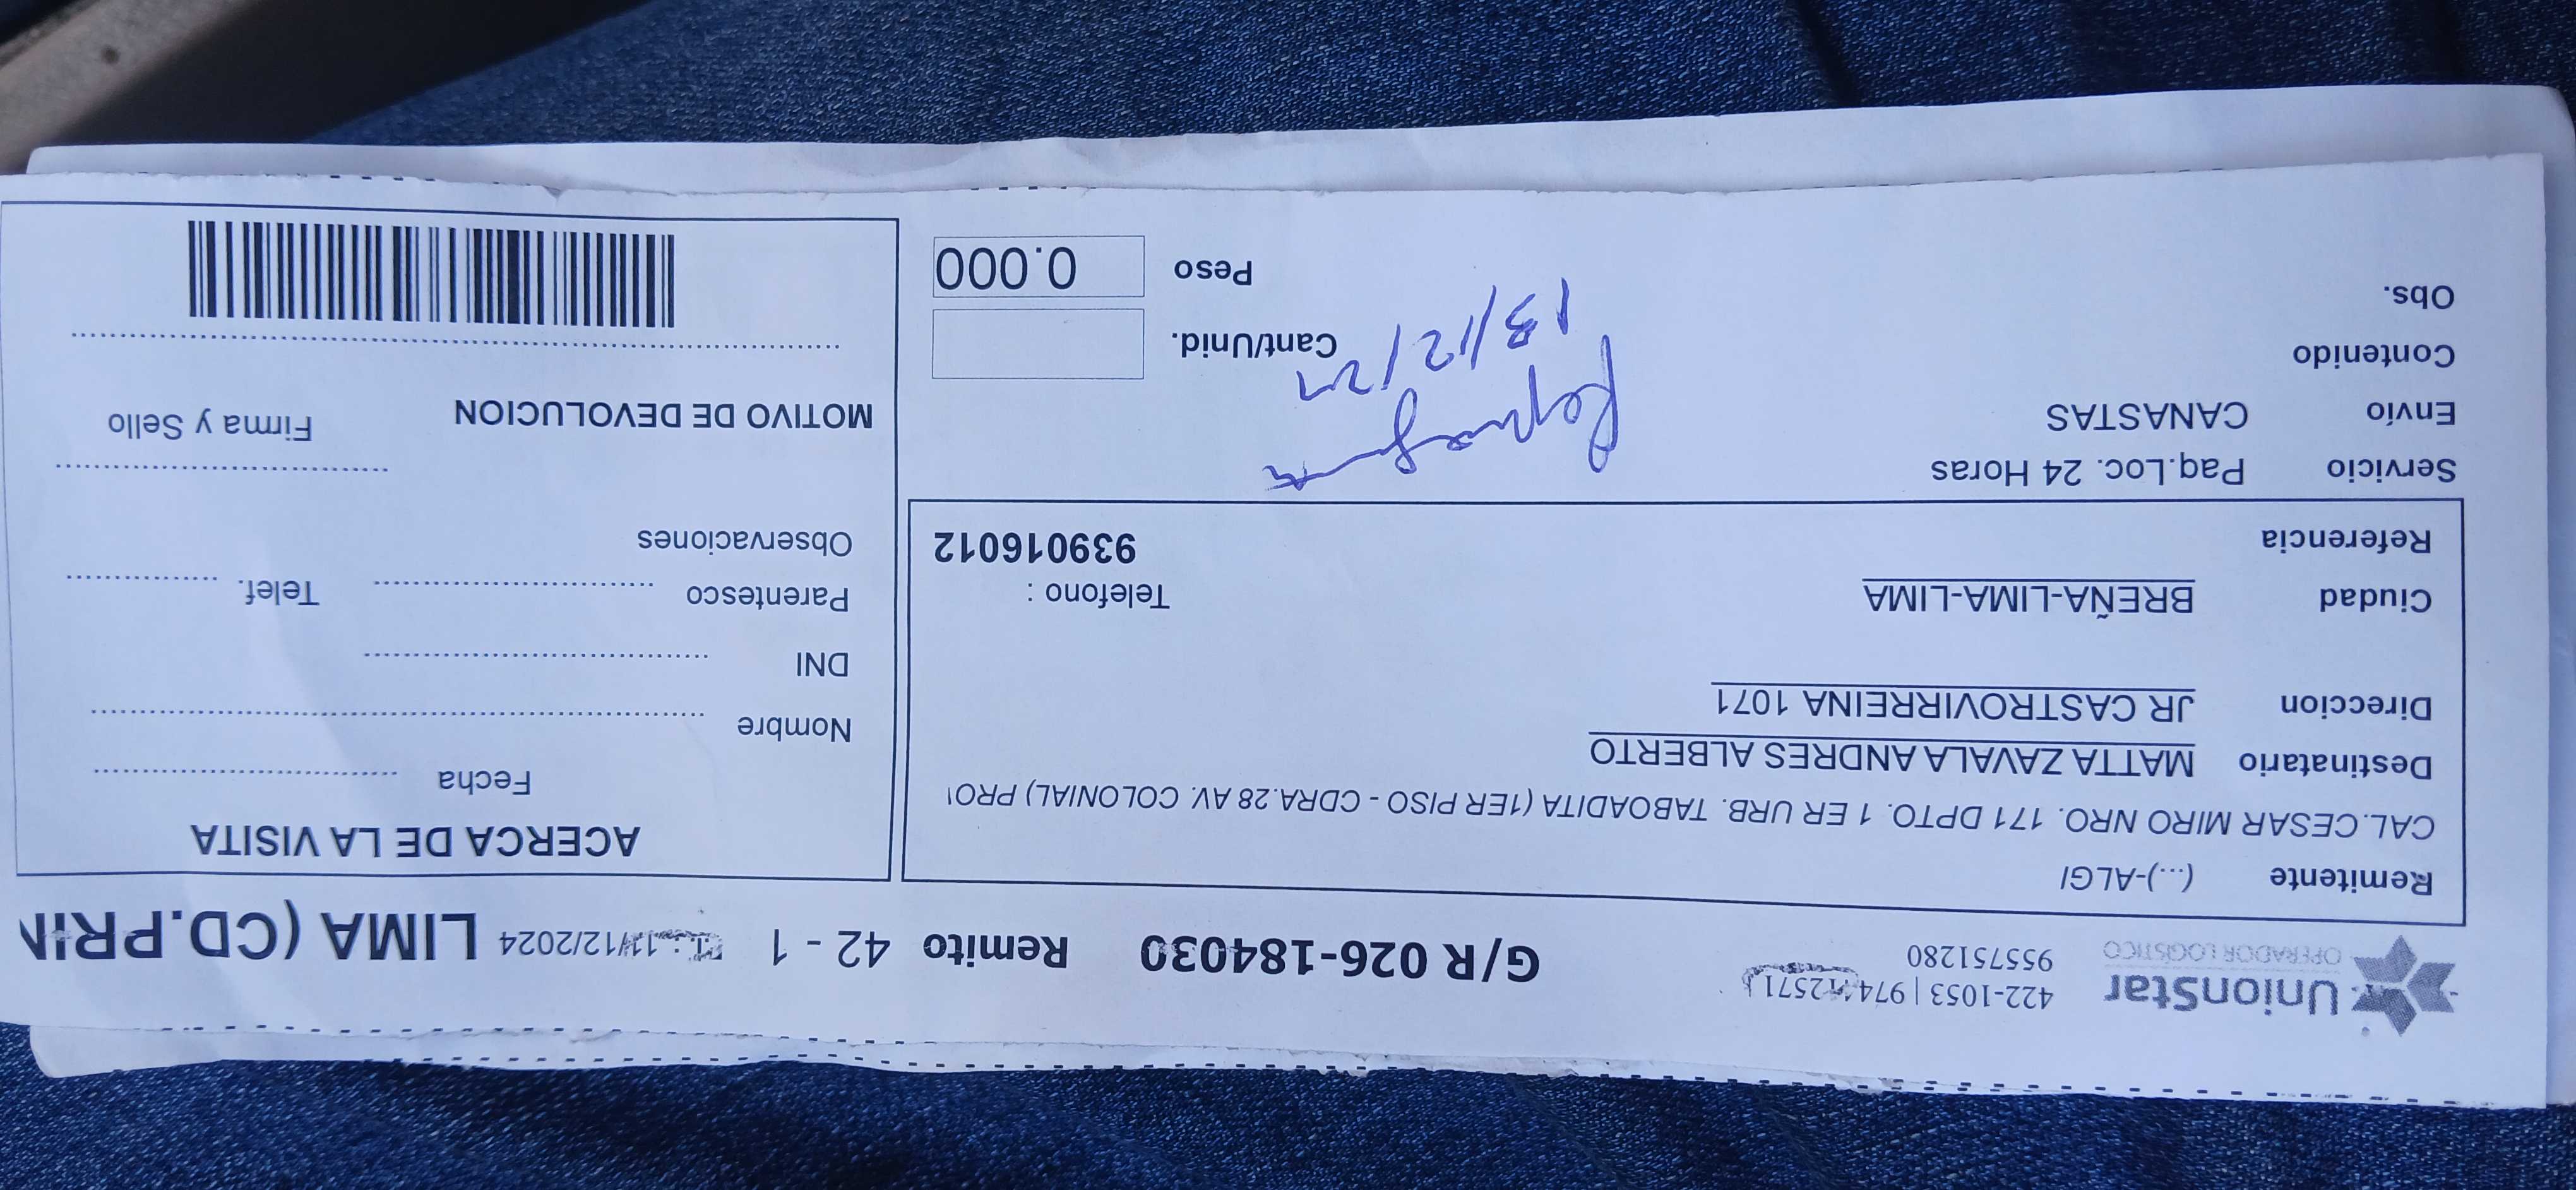 UnionStar
OPERADOR LOGISTICO
422-1053 | 974
955751280
G/R 026-184030 Remito 42 - 1 11/12/2024 LIMA (CD.PRIN
Remitente (...)-ALGI
CAL.CESAR MIRO NRO. 171 DPTO. 1 ER URB. TABOADITA (1ER PISO - CDRA.28 AV. COLONIAL) PRO
Destinatario MATTA ZAVALA ANDRES ALBERTO
Direccion JR CASTROVIRREINA 1071
Ciudad BREÑA-LIMA-LIMA Telefono :
Referencia 939016012
Servicio Paq.Loc. 24 Horas
Envío CANASTAS
Contenido
Obs.
13/12/24
Cant/Unid.
Peso 0.000
ACERCA DE LA VISITA
Fecha
Nombre
DNI
Parentesco Telef.
Observaciones
MOTIVO DE DEVOLUCION Firma y Sello